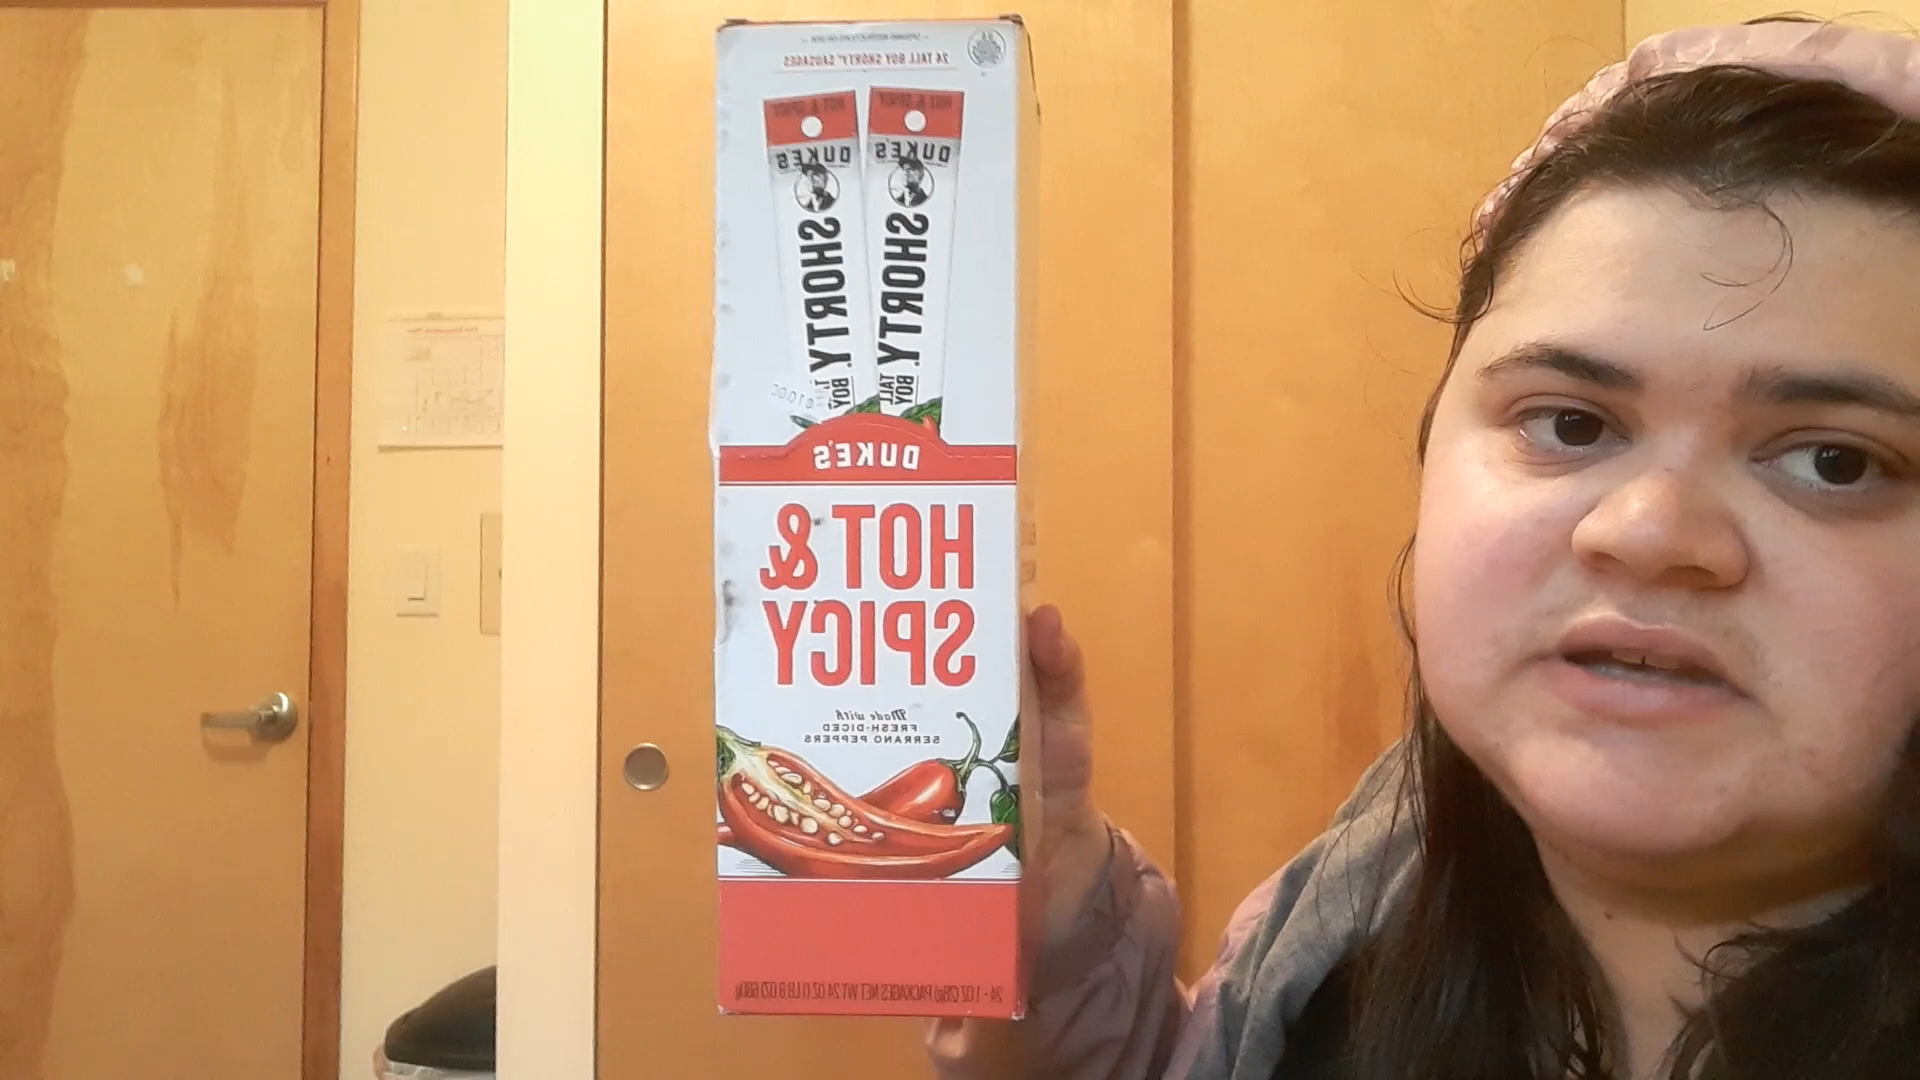 24 TALL BOY SHORTY® SAUSAGES
HOT & SPICY
HOT & SPICY
DUKE'S
DUKE'S
SHORTY.
SHORTY.
TALL
BOY
TALL
BOY
DUKE'S
HOT &
SPICY
Made with
FRESH-DICED
SERRANO PEPPERS
24 - 1 OZ (28g) PACKAGES NET WT 24 OZ (1 LB 8 OZ) 680g